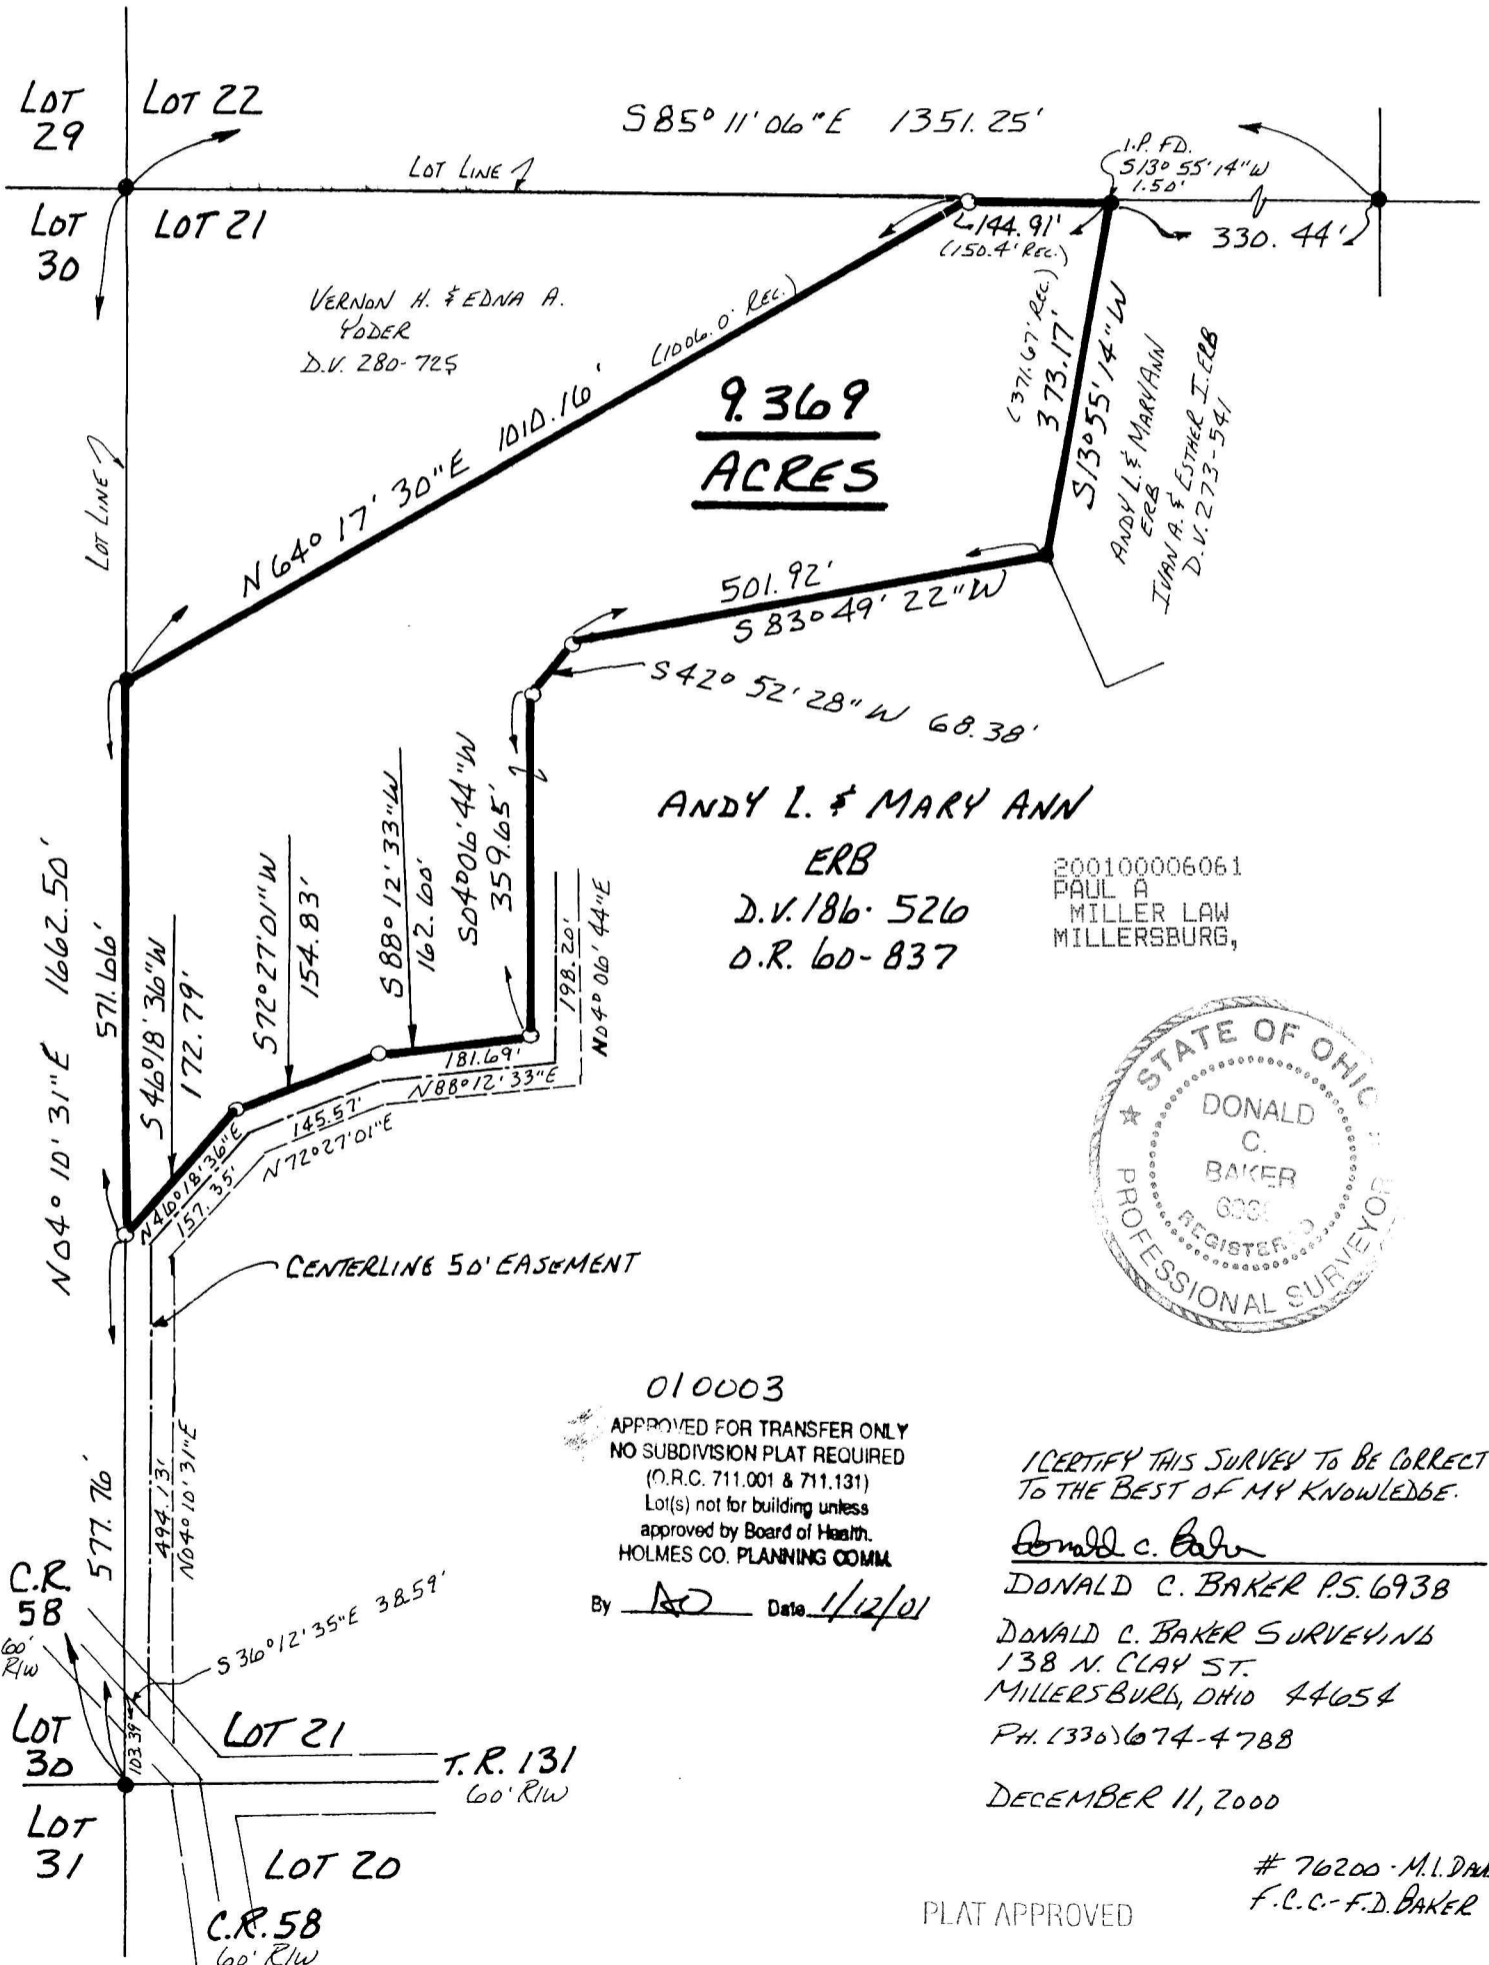 LOT
29
LOT 22
S85° 11' 06"E 1351.25'
LOT LINE
I.P. FD.
S13° 55' 14"W
1.50'
LOT
30
LOT 21
144.91'
(150.4' REC.)
330.44'
VERNON H. & EDNA A.
YODER
D.V. 280-725
(1006.0' REC.)
N 64° 17' 30"E 1010.16'
9.369
ACRES
(371.67' REC.)
373.17'
S13°55'14"W
ANDY L. & MARY ANN
ERB
IVAN A. & ESTHER I. ERB
D.V. 273-541
LOT LINE
501.92'
S 83° 49' 22"W
S 42° 52' 28"W 68.38'
N04° 10' 31"E 1662.50'
571.66'
S 46°18' 36"W
172.79'
S72°27'01"W
154.83'
S 88° 12' 33"W
162.60'
S04°06'44"W
359.65'
198.20'
N04°06'44"E
ANDY L. & MARY ANN
ERB
D.V. 186-526
O.R. 60-837
200100006061
PAUL A
MILLER LAW
MILLERSBURG,
181.69'
N88°12'33"E
145.57'
N72°27'01"E
N46°18'36"E
157.35'
CENTERLINE 50' EASEMENT
STATE OF OHIO
DONALD
C.
BAKER
REGISTERED
PROFESSIONAL SURVEYOR
577.76'
494.13'
N04°10'31"E
010003
APPROVED FOR TRANSFER ONLY
NO SUBDIVISION PLAT REQUIRED
(O.R.C. 711.001 & 711.131)
Lot(s) not for building unless
approved by Board of Health.
HOLMES CO. PLANNING COMM.
By AO Date 1/12/01
I CERTIFY THIS SURVEY TO BE CORRECT
TO THE BEST OF MY KNOWLEDGE.
Donald C. Baker
DONALD C. BAKER P.S. 6938
DONALD C. BAKER SURVEYING
138 N. CLAY ST.
MILLERSBURG, OHIO 44654
PH. (330) 674-4788
DECEMBER 11, 2000
C.R.
58
60'
R/W
S 36°12'35"E 38.59'
103.39'
LOT
30
LOT 21
T.R. 131
60' R/W
LOT
31
LOT 20
C.R. 58
60' R/W
# 76200 - M.L.
F.C.C.-F.D. BAKER
PLAT APPROVED